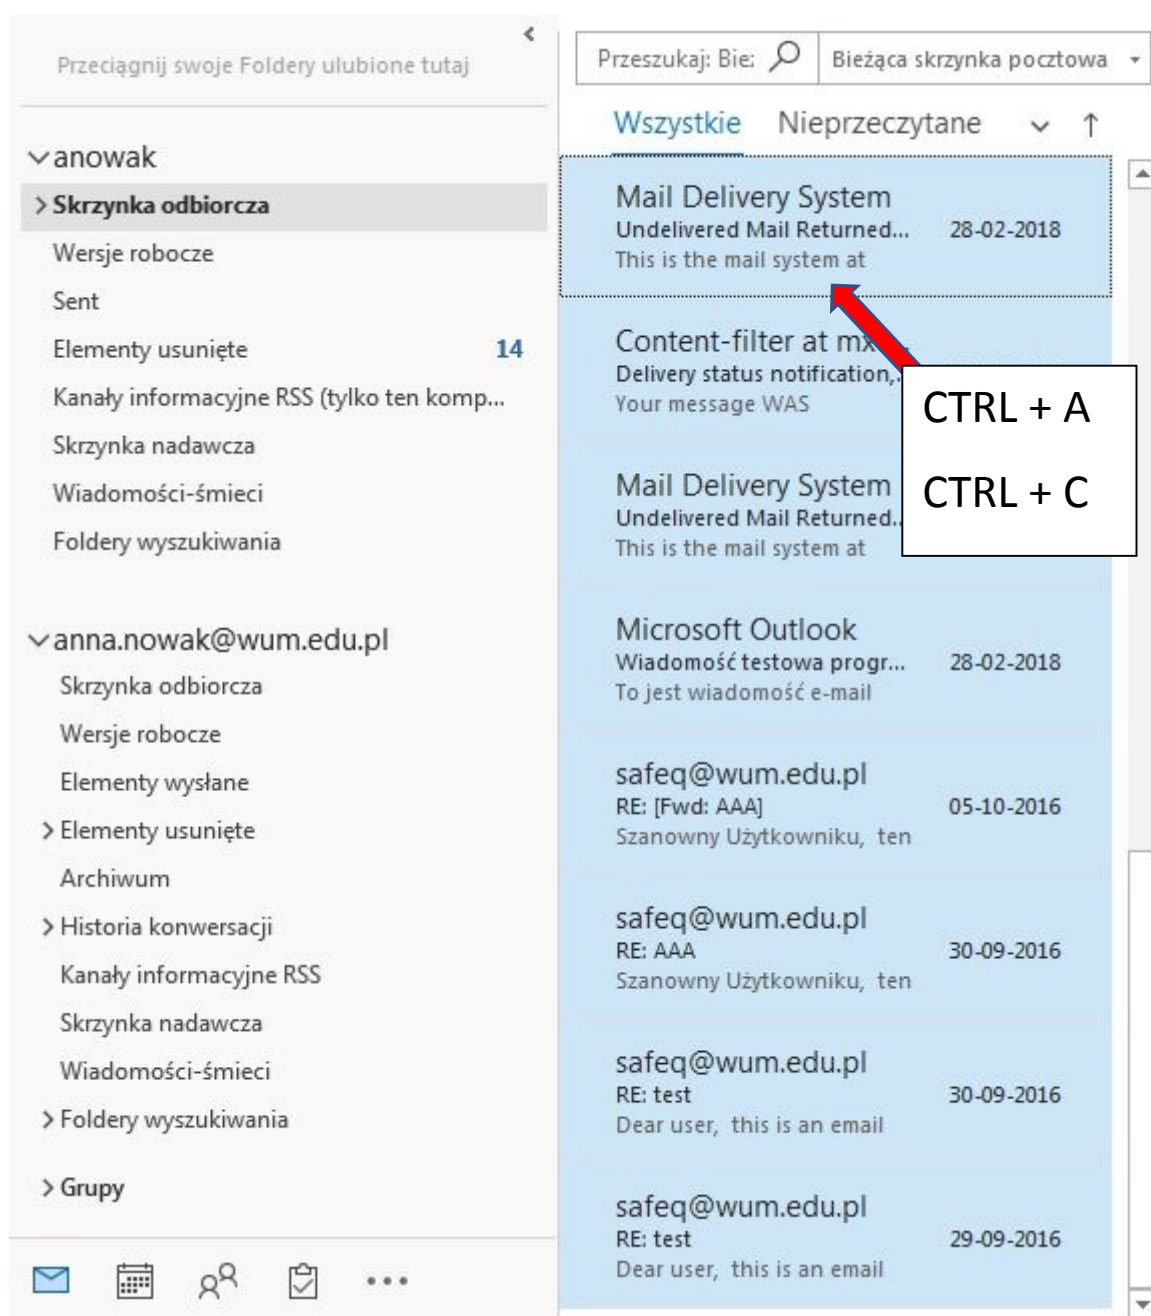 Przeciągnij swoje Foldery ulubione tutaj
anowak
Skrzynka odbiorcza
Wersje robocze
Sent
Elementy usunięte 14
Kanały informacyjne RSS (tylko ten komp...
Skrzynka nadawcza
Wiadomości-śmieci
Foldery wyszukiwania
anna.nowak@wum.edu.pl
Skrzynka odbiorcza
Wersje robocze
Elementy wysłane
Elementy usunięte
Archiwum
Historia konwersacji
Kanały informacyjne RSS
Skrzynka nadawcza
Wiadomości-śmieci
Foldery wyszukiwania
Grupy
Przeszukaj: Bie: Bieżąca skrzynka pocztowa
Wszystkie Nieprzeczytane
Mail Delivery System
Undelivered Mail Returned... 28-02-2018
This is the mail system at
Content-filter at mx
Delivery status notification,
Your message WAS
Mail Delivery System
Undelivered Mail Returned..
This is the mail system at
CTRL + A
CTRL + C
Microsoft Outlook
Wiadomość testowa progr... 28-02-2018
To jest wiadomość e-mail
safeq@wum.edu.pl
RE: [Fwd: AAA] 05-10-2016
Szanowny Użytkowniku, ten
safeq@wum.edu.pl
RE: AAA 30-09-2016
Szanowny Użytkowniku, ten
safeq@wum.edu.pl
RE: test 30-09-2016
Dear user, this is an email
safeq@wum.edu.pl
RE: test 29-09-2016
Dear user, this is an email